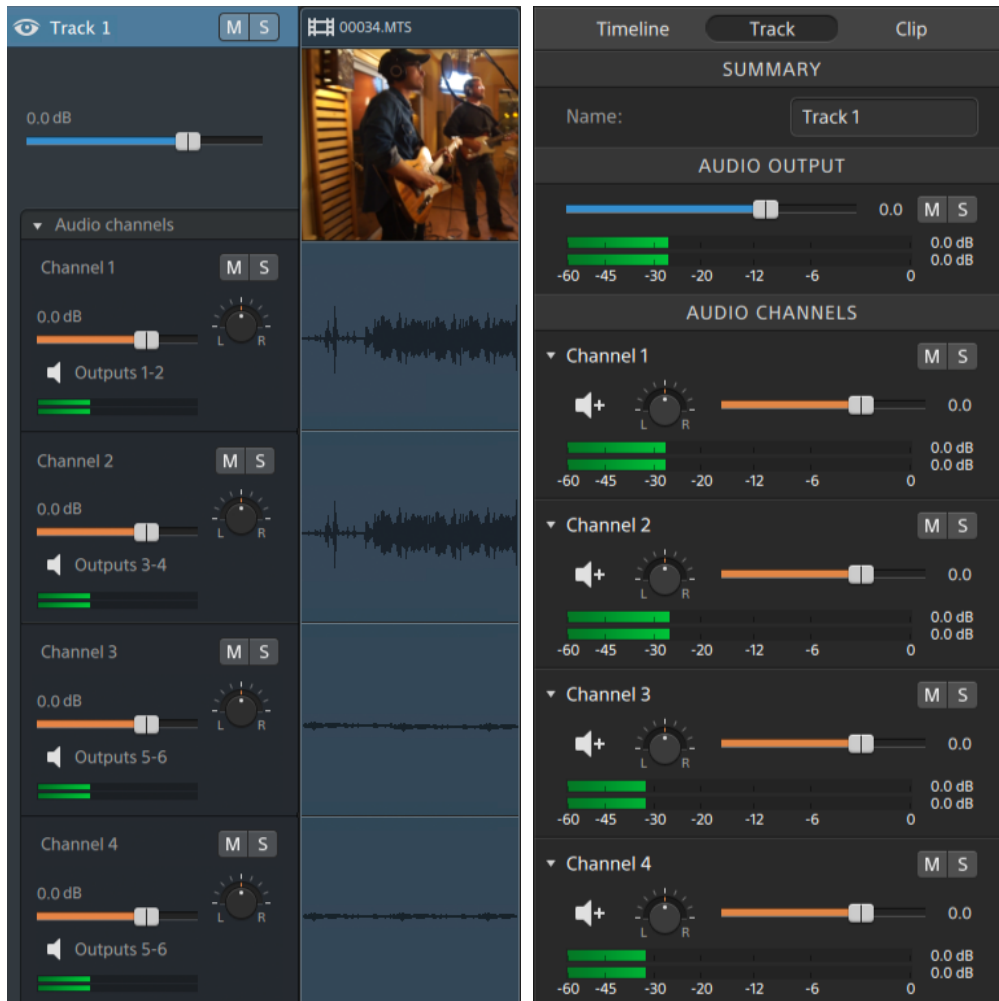 Track 1 M S
00034.MTS
0.0 dB
Audio channels
Channel 1 M S
0.0 dB
L R
Outputs 1-2
Channel 2 M S
0.0 dB
L R
Outputs 3-4
Channel 3 M S
0.0 dB
L R
Outputs 5-6
Channel 4 M S
0.0 dB
L R
Outputs 5-6
Timeline Track Clip
SUMMARY
Name: Track 1
AUDIO OUTPUT
0.0 M S
0.0 dB
0.0 dB
-60 -45 -30 -20 -12 -6 0
AUDIO CHANNELS
Channel 1 M S
+ L R 0.0
0.0 dB
0.0 dB
-60 -45 -30 -20 -12 -6 0
Channel 2 M S
+ L R 0.0
0.0 dB
0.0 dB
-60 -45 -30 -20 -12 -6 0
Channel 3 M S
+ L R 0.0
0.0 dB
0.0 dB
-60 -45 -30 -20 -12 -6 0
Channel 4 M S
+ L R 0.0
0.0 dB
0.0 dB
-60 -45 -30 -20 -12 -6 0